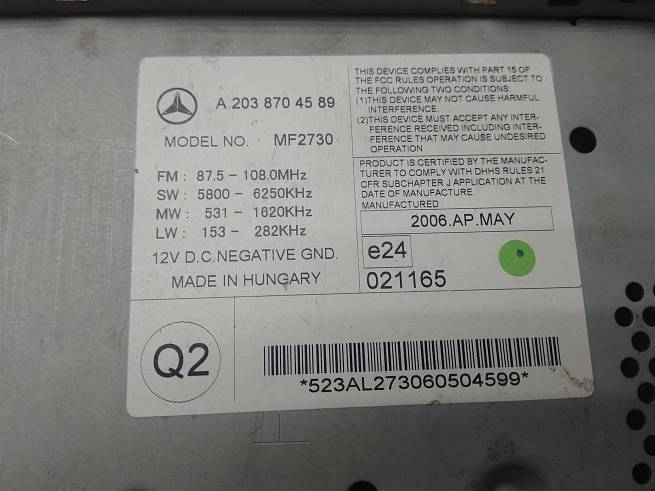 A 203 870 45 89
MODEL NO. MF2730
FM : 87.5 - 108.0MHz
SW : 5800 - 6250KHz
MW : 531 - 1620KHz
LW : 153 - 282KHz
12V D.C.NEGATIVE GND.
MADE IN HUNGARY
THIS DEVICE COMPLIES WITH PART 15 OF
THE FCC RULES OPERATION IS SUBJECT TO
THE FOLLOWING TWO CONDITIONS:
(1)THIS DEVICE MAY NOT CAUSE HARMFUL
INTERFERENCE.
(2)THIS DEVICE MUST ACCEPT ANY INTER-
FERENCE RECEIVED INCLUDING INTER-
FERENCE THAT MAY CAUSE UNDESIRED
OPERATION
PRODUCT IS CERTIFIED BY THE MANUFAC-
TURER TO COMPLY WITH DHHS RULES 21
CFR SUBCHAPTER J APPLICATION AT THE
DATE OF MANUFACTURE
MANUFACTURED:
2006.AP.MAY
e24
021165
Q2
*523AL273060504599*